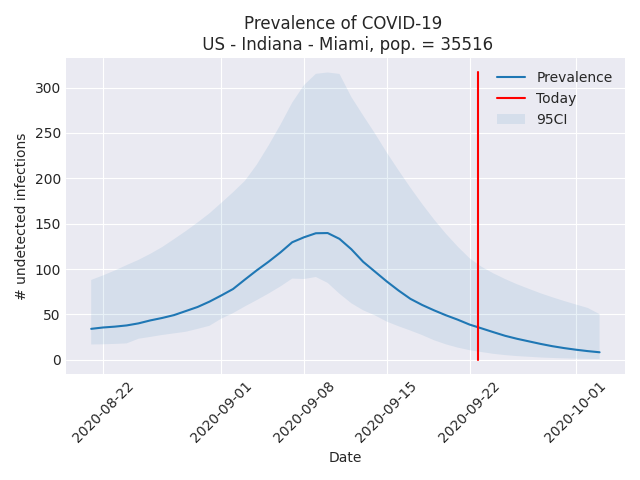 Prevalence of COVID-19
US - Indiana - Miami, pop. = 35516
# undetected infections
300
250
200
150
100
50
0
Prevalence
Today
95CI
2020-08-22
2020-09-01
2020-09-08
2020-09-15
2020-09-22
2020-10-01
Date